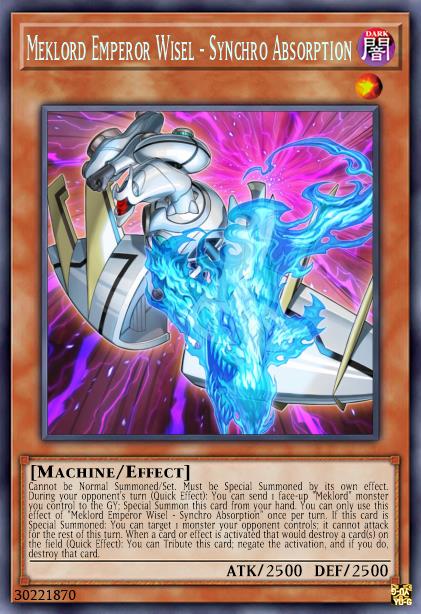 Meklord Emperor Wisel - Synchro Absorption
DARK
闇
[Machine/Effect]
Cannot be Normal Summoned/Set. Must be Special Summoned by its own effect.
During your opponent's turn (Quick Effect): You can send 1 face-up "Meklord" monster
you control to the GY; Special Summon this card from your hand. You can only use this
effect of "Meklord Emperor Wisel - Synchro Absorption" once per turn. If this card is
Special Summoned: You can target 1 monster your opponent controls; it cannot attack
for the rest of this turn. When a card or effect is activated that would destroy a card(s) on
the field (Quick Effect): You can Tribute this card; negate the activation, and if you do,
destroy that card.
ATK/2500 DEF/2500
30221870